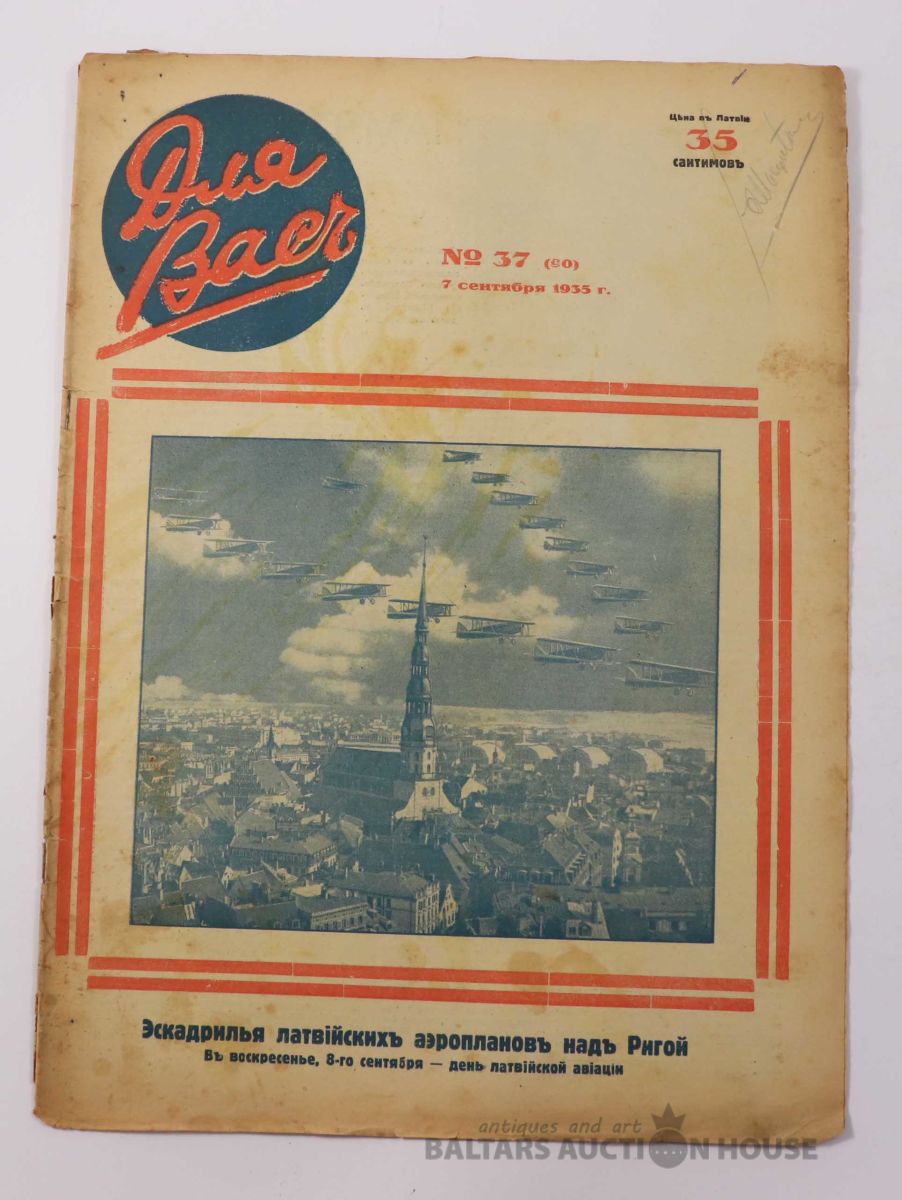 Для
Васъ
Цѣна въ Латвіи
35
сантимовъ
№ 37 (90)
7 сентября 1935 г.
Эскадрилья латвійскихъ аэроплановъ надъ Ригой
Въ воскресенье, 8-го сентября — день латвійской авіаціи
antiques and art
BALTARS AUCTION HOUSE